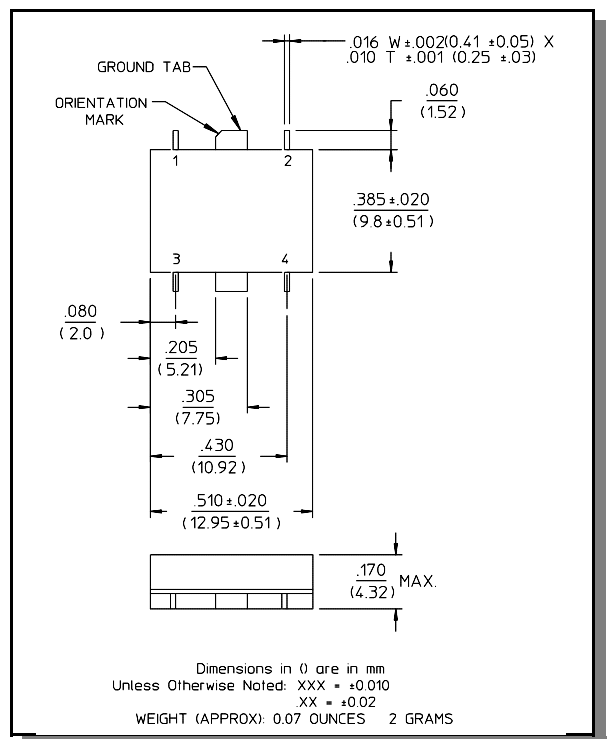 .016 W ±.002(0.41 ±0.05) X
.010 T ±.001 (0.25 ±.03)
GROUND TAB
.060
(1.52)
ORIENTATION
MARK
1
2
.385±.020
(9.8±0.51)
3
4
.080
( 2.0 )
.205
(5.21)
.305
(7.75)
.430
(10.92)
.510±.020
(12.95±0.51)
.170
(4.32)
MAX.
Dimensions in () are in mm
Unless Otherwise Noted: XXX = ±0.010
.XX = ±0.02
WEIGHT (APPROX): 0.07 OUNCES 2 GRAMS